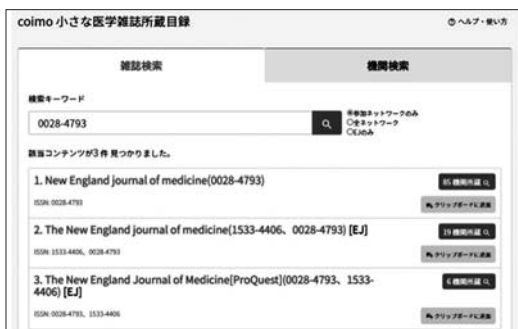 coimo 小さな医学雑誌所蔵目録
ヘルプ・使い方
雑誌検索
機関検索
検索キーワード
0028-4793
参加ネットワークのみ
全ネットワーク
EJのみ
該当コンテンツが3件 見つかりました。
1. New England journal of medicine(0028-4793)
85 機関所蔵
ISSN: 0028-4793
クリップボードに追加
2. The New England journal of medicine(1533-4406、0028-4793) [EJ]
19 機関所蔵
ISSN: 1533-4406、0028-4793
クリップボードに追加
3. The New England Journal of Medicine[ProQuest](0028-4793、1533-
4406) [EJ]
6 機関所蔵
ISSN: 0028-4793、1533-4406
クリップボードに追加